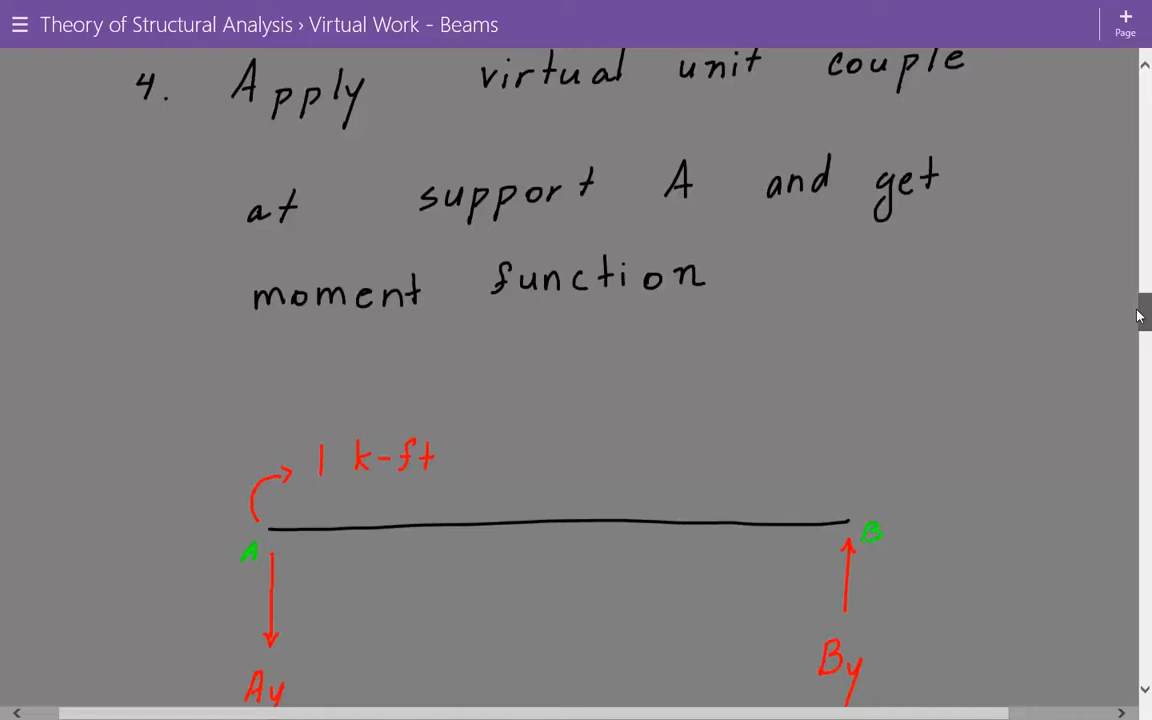 Theory of Structural Analysis › Virtual Work - Beams
Page
4. Apply virtual unit couple
at support A and get
moment function
1 k-ft
A
B
Ay
By